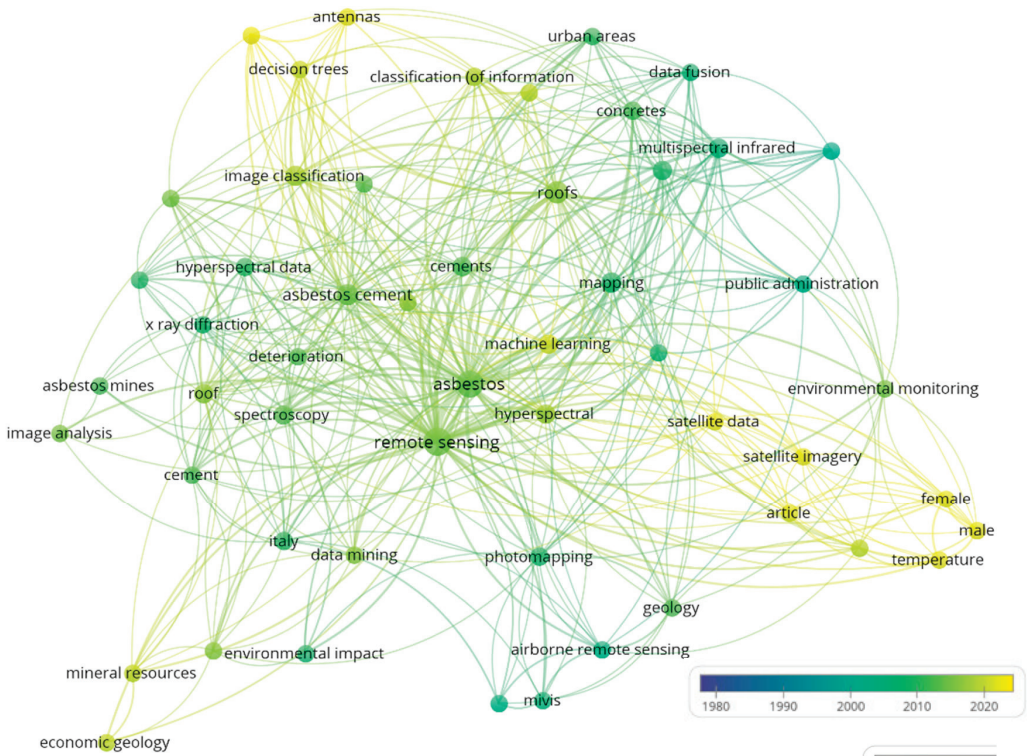 antennas
urban areas
decision trees
classification (of information
data fusion
concretes
multispectral infrared
image classification
roofs
hyperspectral data
cements
asbestos cement
mapping
public administration
x ray diffraction
machine learning
deterioration
asbestos
asbestos mines
roof
environmental monitoring
spectroscopy
hyperspectral
satellite data
image analysis
remote sensing
satellite imagery
cement
female
article
male
italy
data mining
photomapping
temperature
geology
environmental impact
airborne remote sensing
mineral resources
mivis
1980 1990 2000 2010 2020
economic geology